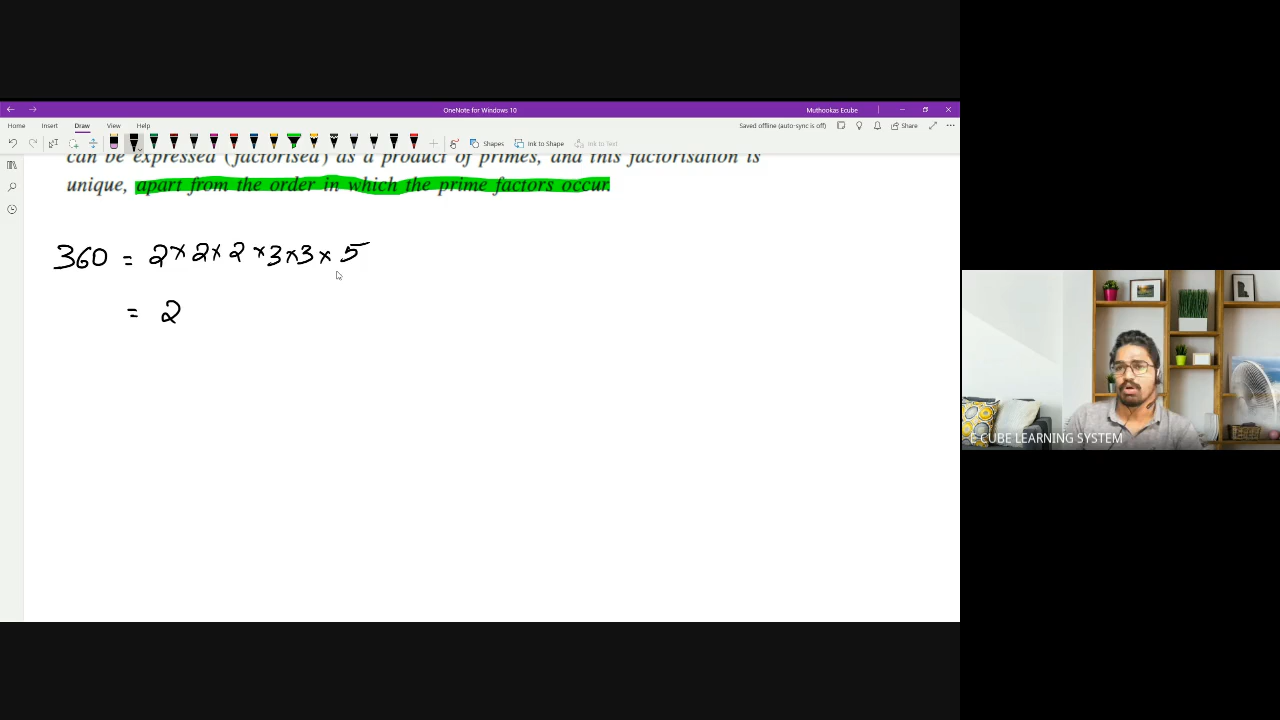 OneNote for Windows 10
Muthookas Ecube
Home Insert Draw View Help
Saved offline (auto-sync is off) Share
Shapes Ink to Shape Ink to Text
can be expressed (factorised) as a product of primes, and this factorisation is
unique, apart from the order in which the prime factors occur.
360 = 2 × 2 × 2 × 3 × 3 × 5
= 2
E CUBE LEARNING SYSTEM